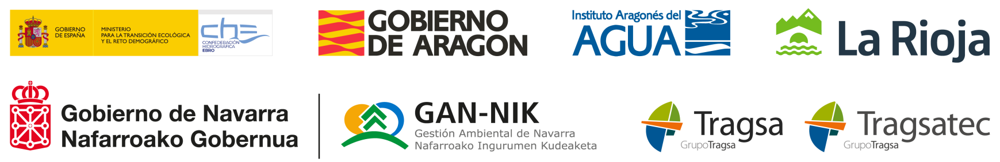 GOBIERNO
DE ESPAÑA
MINISTERIO
PARA LA TRANSICIÓN ECOLÓGICA
Y EL RETO DEMOGRÁFICO
che
CONFEDERACIÓN
HIDROGRÁFICA
EBRO
GOBIERNO
DE ARAGON
Instituto Aragonés del
AGUA
La Rioja
Gobierno de Navarra
Nafarroako Gobernua
GAN-NIK
Gestión Ambiental de Navarra
Nafarroako Ingurumen Kudeaketa
Tragsa
GrupoTragsa
Tragsatec
GrupoTragsa